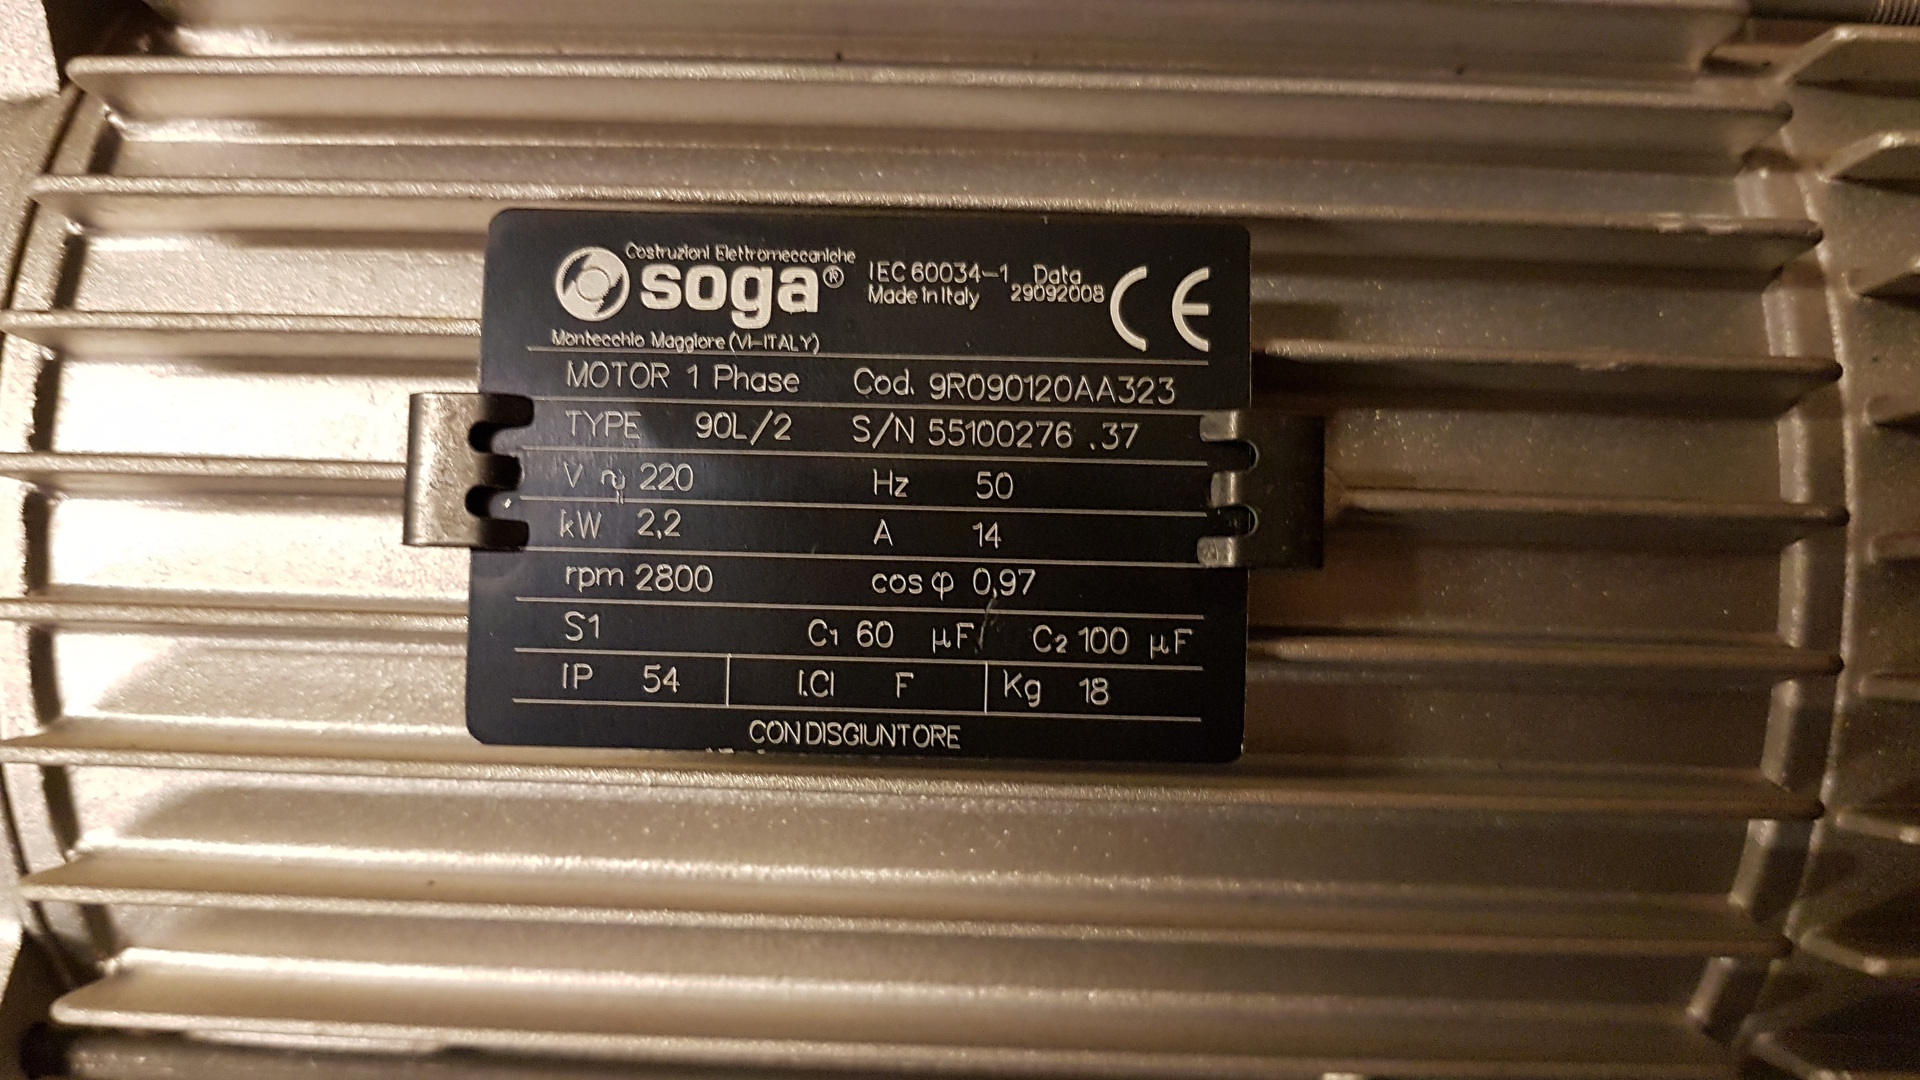 Costruzioni Elettromeccaniche
soga®
IEC 60034-1 Data
Made in Italy 29092008
CE
Montecchio Maggiore (VI-ITALY)
MOTOR 1 Phase Cod. 9R090120AA323
TYPE 90L/2 S/N 55100276 .37
V ~ 220 Hz 50
kW 2,2 A 14
rpm 2800 cos φ 0,97
S1 C1 60 µF C2 100 µF
IP 54 I.Cl F Kg 18
CON DISGIUNTORE